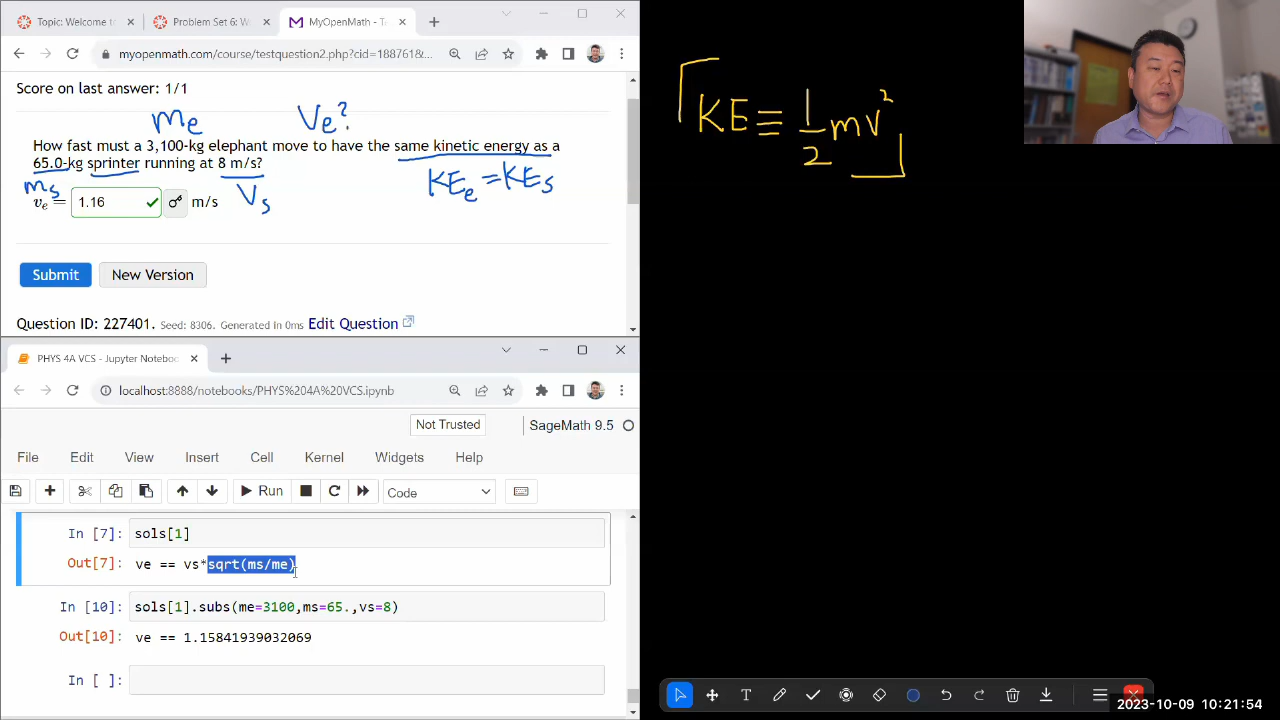 Topic: Welcome to
Problem Set 6: W
MyOpenMath - Te
myopenmath.com/course/testquestion2.php?cid=188761&...
Score on last answer: 1/1
me
Ve?
How fast must a 3,100-kg elephant move to have the same kinetic energy as a
65.0-kg sprinter running at 8 m/s?
ms
Vs
KEe = KEs
ve = 1.16 m/s
Submit
New Version
Question ID: 227401. Seed: 8306. Generated in 0ms Edit Question
PHYS 4A VCS - Jupyter Notebo
localhost:8888/notebooks/PHYS%204A%20VCS.ipynb
Not Trusted
SageMath 9.5
File Edit View Insert Cell Kernel Widgets Help
Run
Code
In [7]: sols[1]
Out[7]: ve == vs*sqrt(ms/me)
In [10]: sols[1].subs(me=3100,ms=65.,vs=8)
Out[10]: ve == 1.15841939032069
In [ ]:
KE ≡ 1/2 mv²
T
2023-10-09 10:21:54